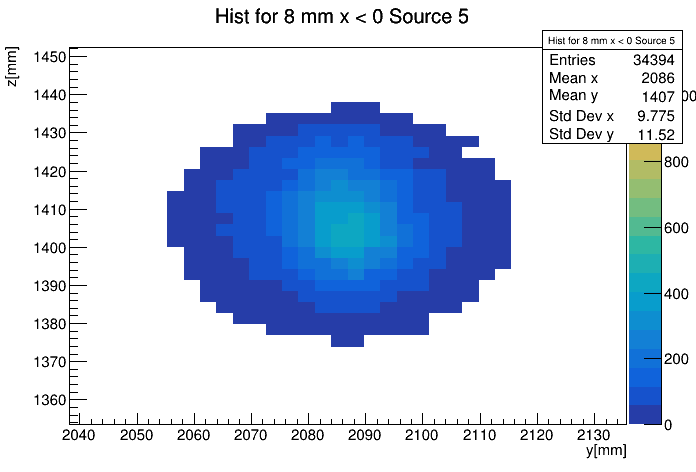 Hist for 8 mm x < 0 Source 5
Hist for 8 mm x < 0 Source 5
Entries 34394
Mean x 2086
Mean y 1407
Std Dev x 9.775
Std Dev y 11.52
z[mm]
1450
1440
1430
1420
1410
1400
1390
1380
1370
1360
800
600
400
200
0
2040 2050 2060 2070 2080 2090 2100 2110 2120 2130
y[mm]